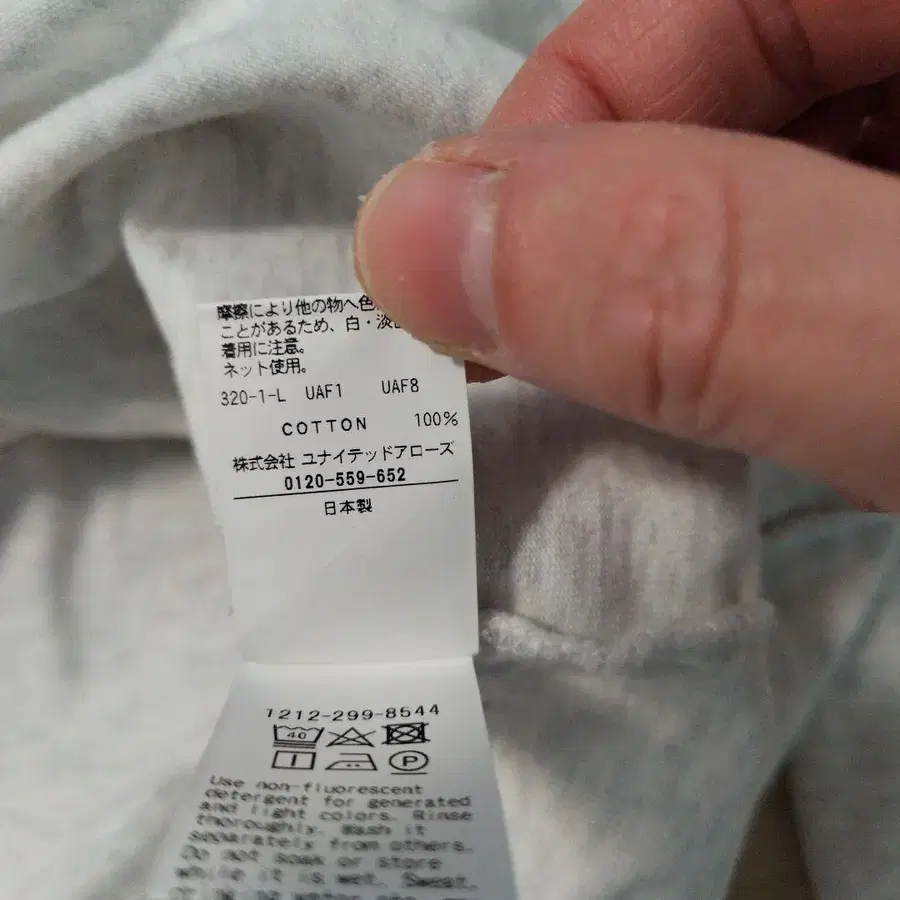 摩擦により他の物へ色
ことがあるため、白・淡
着用に注意。
ネット使用。
320-1-L UAF1 UAF8
COTTON 100%
株式会社 ユナイテッドアローズ
0120-559-652
日本製
1212-299-8544
40
P
Use non-fluorescent
detergent for generated
and light colors. Rinse
thoroughly. Wash it
separately from others.
Do not soak or store
while it is wet. Sweat,